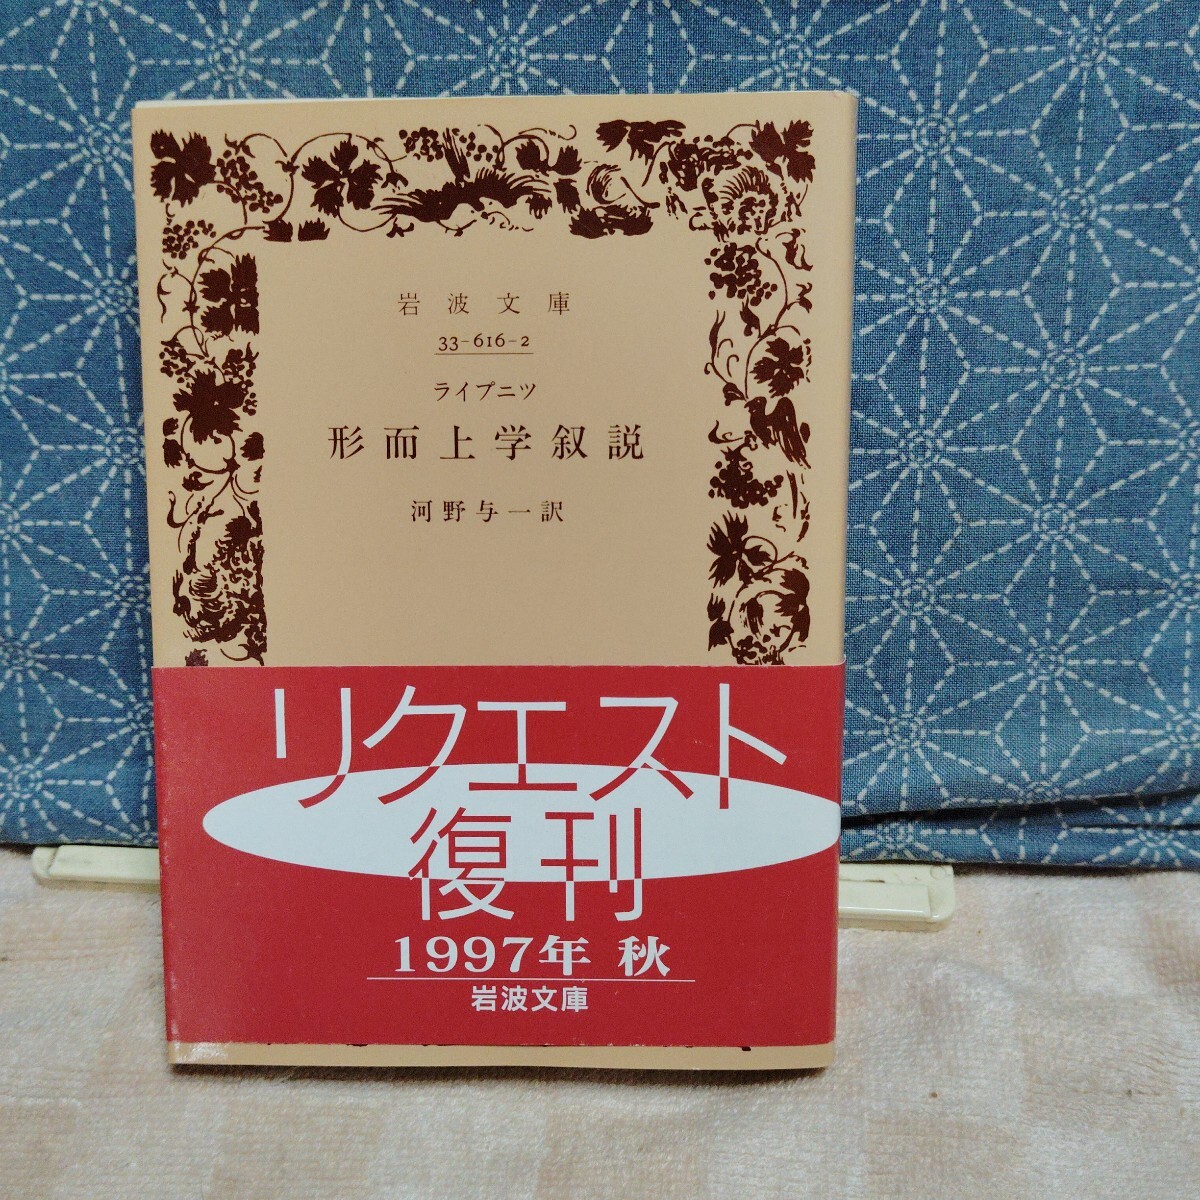 岩波文庫
33-616-2
ライプニツ
形而上学叙説
河野与一訳
リクエスト
復刊
1997年 秋
岩波文庫